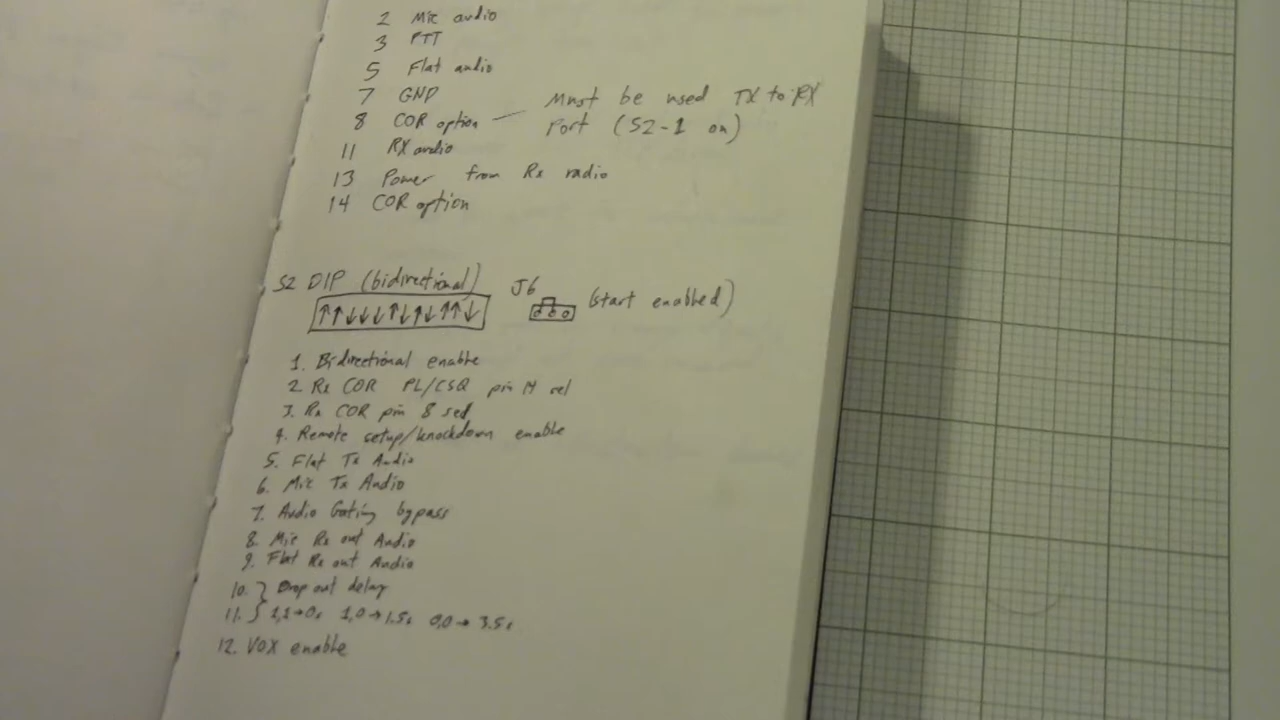 2 Mic audio
3 PTT
5 Flat audio
7 GND
8 COR option — Must be used TX to RX
port (S2-1 on)
11 RX audio
13 Power from Rx radio
14 COR option
S2 DIP (bidirectional) J6 (start enabled)
↑↑↓↓↓↑↓↑↓↑↑↓
1. Bidirectional enable
2. Rx COR PL/CSQ pin 14 sel
3. Rx COR pin 8 sel
4. Remote setup/knockdown enable
5. Flat Tx Audio
6. Mic Tx Audio
7. Audio Gating bypass
8. Mic Rx out Audio
9. Flat Rx out Audio
10. } Drop out delay
11. } 1,1→0s 1,0→1.5s 0,0→3.5s
12. VOX enable